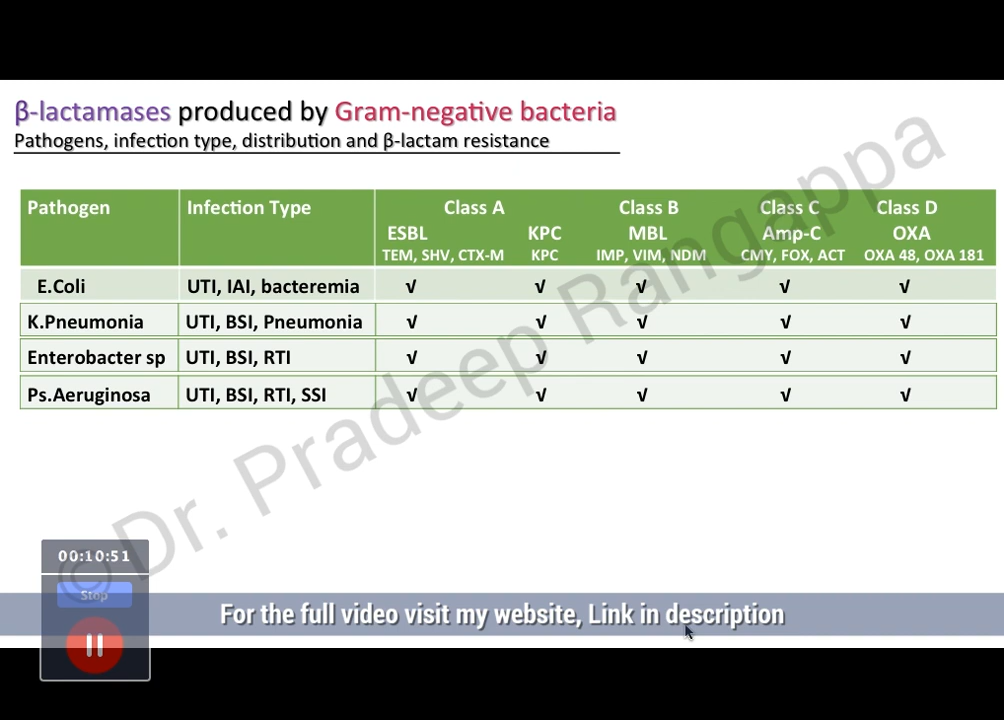 β-lactamases produced by Gram-negative bacteria
Pathogens, infection type, distribution and β-lactam resistance
Pathogen Infection Type Class A Class B Class C Class D
ESBL KPC MBL Amp-C OXA
TEM, SHV, CTX-M KPC IMP, VIM, NDM CMY, FOX, ACT OXA 48, OXA 181
E.Coli UTI, IAI, bacteremia √ √ √ √ √
K.Pneumonia UTI, BSI, Pneumonia √ √ √ √ √
Enterobacter sp UTI, BSI, RTI √ √ √ √ √
Ps.Aeruginosa UTI, BSI, RTI, SSI √ √ √ √ √
©Dr. Pradeep Rangappa
00:10:51
Stop
For the full video visit my website, Link in description